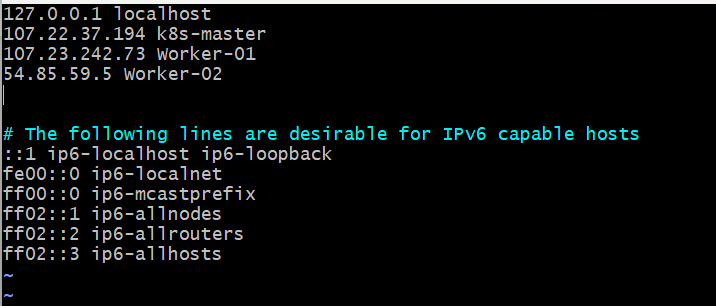 127.0.0.1 localhost
107.22.37.194 k8s-master
107.23.242.73 Worker-01
54.85.59.5 Worker-02
# The following lines are desirable for IPv6 capable hosts
::1 ip6-localhost ip6-loopback
fe00::0 ip6-localnet
ff00::0 ip6-mcastprefix
ff02::1 ip6-allnodes
ff02::2 ip6-allrouters
ff02::3 ip6-allhosts
~
~